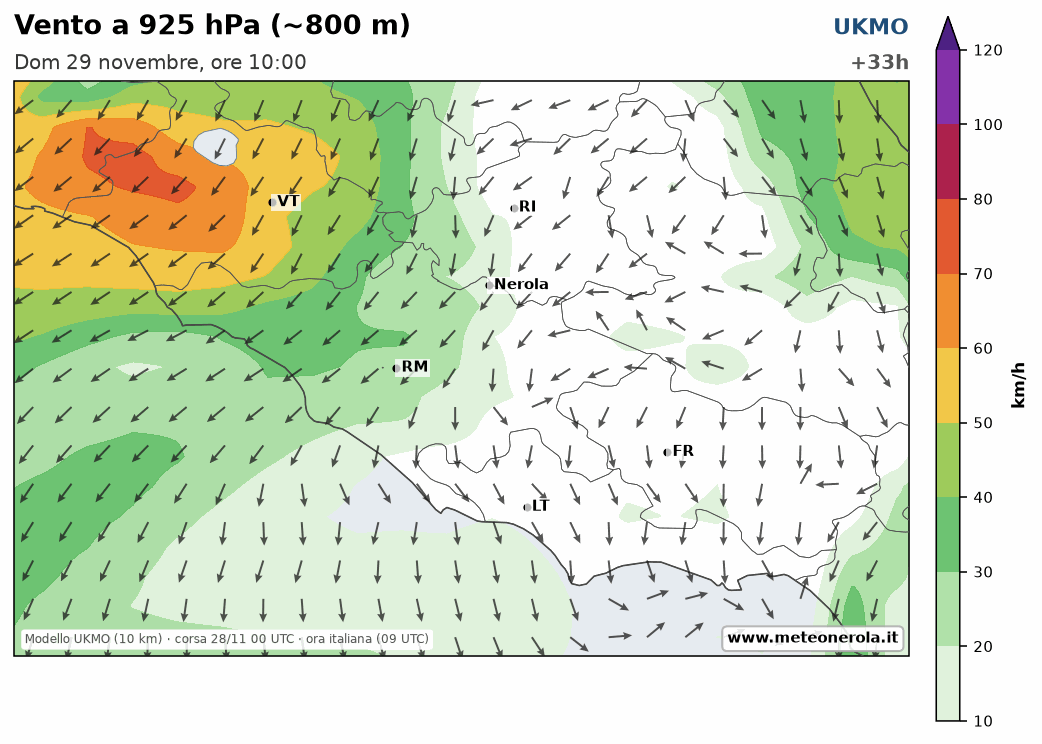 Vento a 925 hPa (~800 m)
UKMO
Dom 29 novembre, ore 10:00
+33h
VT
RI
Nerola
RM
FR
LT
Modello UKMO (10 km) · corsa 28/11 00 UTC · ora italiana (09 UTC)
www.meteonerola.it
120
100
80
70
60
50
40
30
20
10
km/h